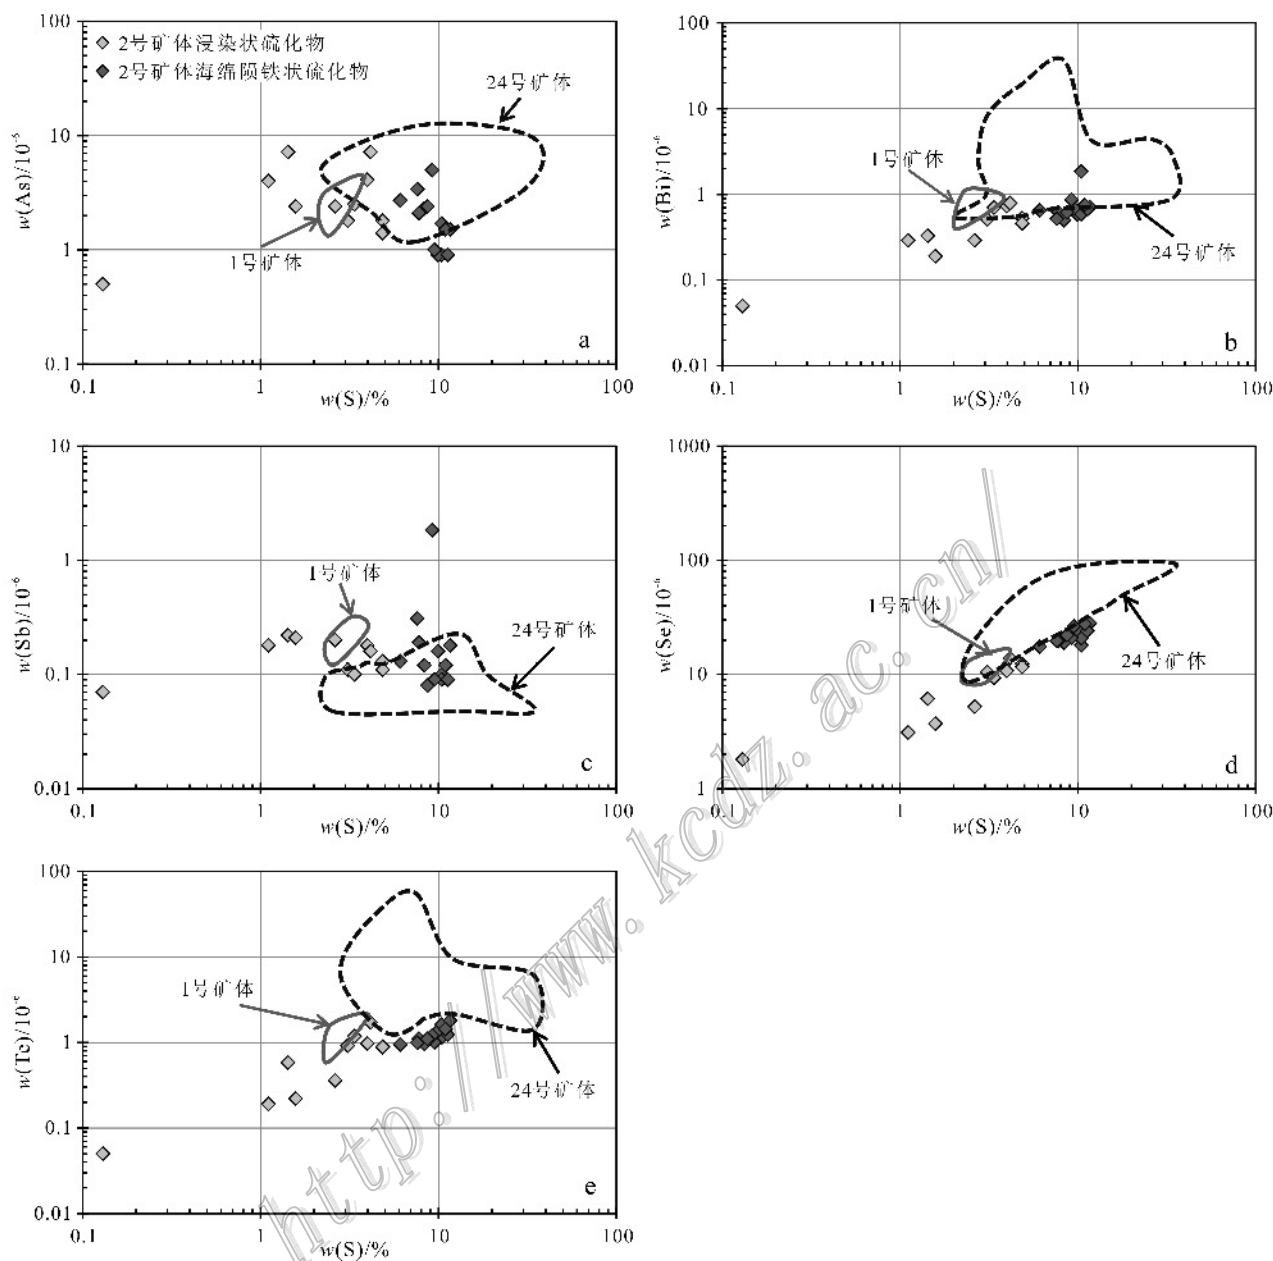 100
2号矿体浸染状硫化物
2号矿体海绵陨铁状硫化物
24号矿体
10
w(As)/10⁻⁶
1
1号矿体
0.1
a
0.1 1 10 100
w(S)/%
100
10
1号矿体
w(Bi)/10⁻⁶
1
24号矿体
0.1
0.01
b
0.1 1 10 100
w(S)/%
10
1
1号矿体
w(Sb)/10⁻⁶
24号矿体
0.1
0.01
c
0.1 1 10 100
w(S)/%
1000
100
1号矿体
w(Se)/10⁻⁶
24号矿体
10
1
d
0.1 1 10 100
w(S)/%
100
10
1号矿体
w(Te)/10⁻⁶
1
24号矿体
0.1
0.01
e
0.1 1 10 100
w(S)/%
http://www.kcdz.ac.cn/